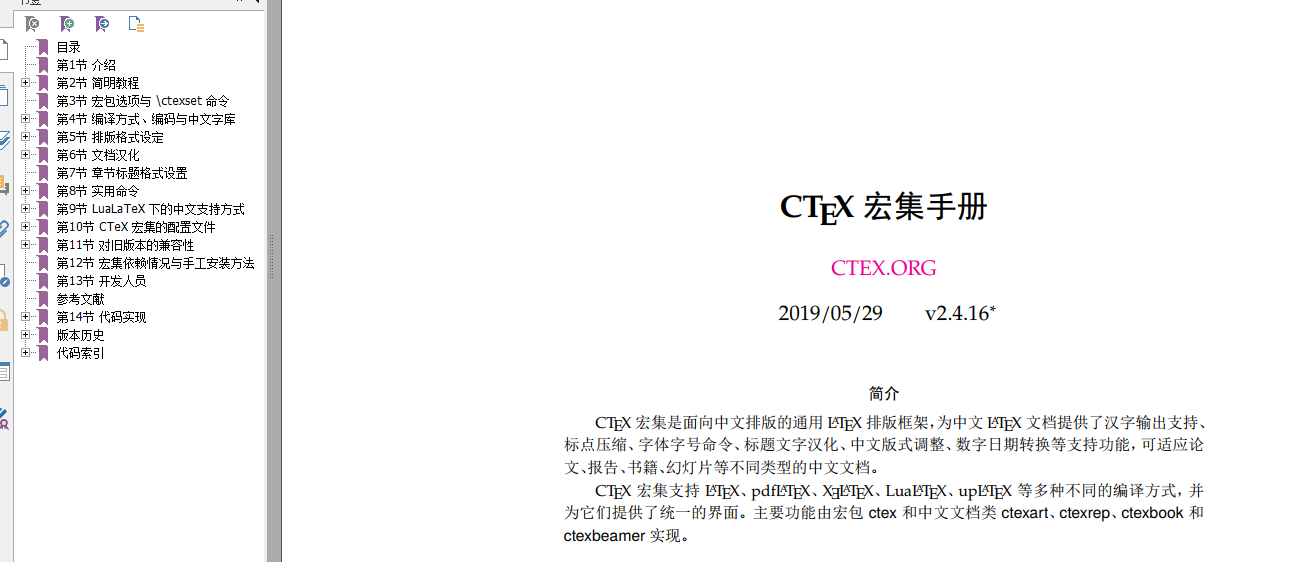 书签
目录
第1节 介绍
第2节 简明教程
第3节 宏包选项与 \ctexset 命令
第4节 编译方式、编码与中文字库
第5节 排版格式设定
第6节 文档汉化
第7节 章节标题格式设置
第8节 实用命令
第9节 LuaLaTeX 下的中文支持方式
第10节 CTeX 宏集的配置文件
第11节 对旧版本的兼容性
第12节 宏集依赖情况与手工安装方法
第13节 开发人员
参考文献
第14节 代码实现
版本历史
代码索引
CTEX 宏集手册
CTEX.ORG
2019/05/29 v2.4.16*
简介
CTEX 宏集是面向中文排版的通用 LATEX 排版框架，为中文 LATEX 文档提供了汉字输出支持、
标点压缩、字体字号命令、标题文字汉化、中文版式调整、数字日期转换等支持功能，可适应论
文、报告、书籍、幻灯片等不同类型的中文文档。
CTEX 宏集支持 LATEX、pdfLATEX、XƎLATEX、LuaLATEX、upLATEX 等多种不同的编译方式，并
为它们提供了统一的界面。主要功能由宏包 ctex 和中文文档类 ctexart、ctexrep、ctexbook 和
ctexbeamer 实现。